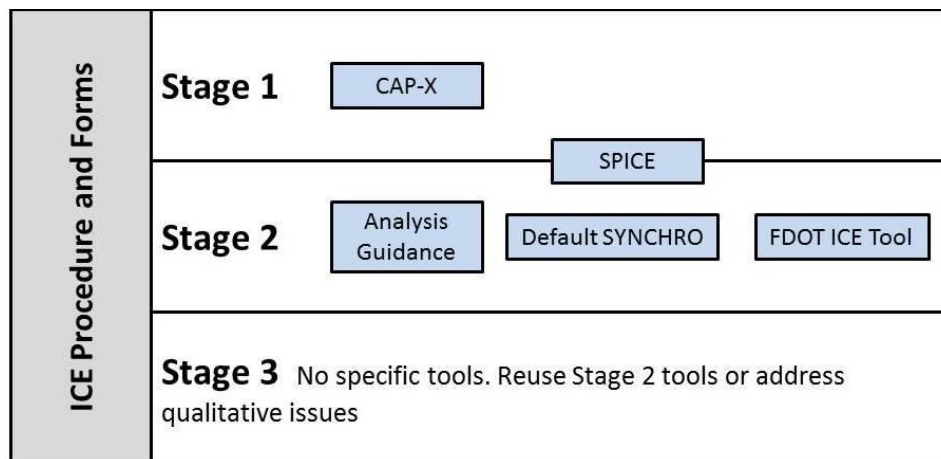 ICE Procedure and Forms
Stage 1
CAP-X
SPICE
Stage 2
Analysis
Guidance
Default SYNCHRO
FDOT ICE Tool
Stage 3 No specific tools. Reuse Stage 2 tools or address
qualitative issues